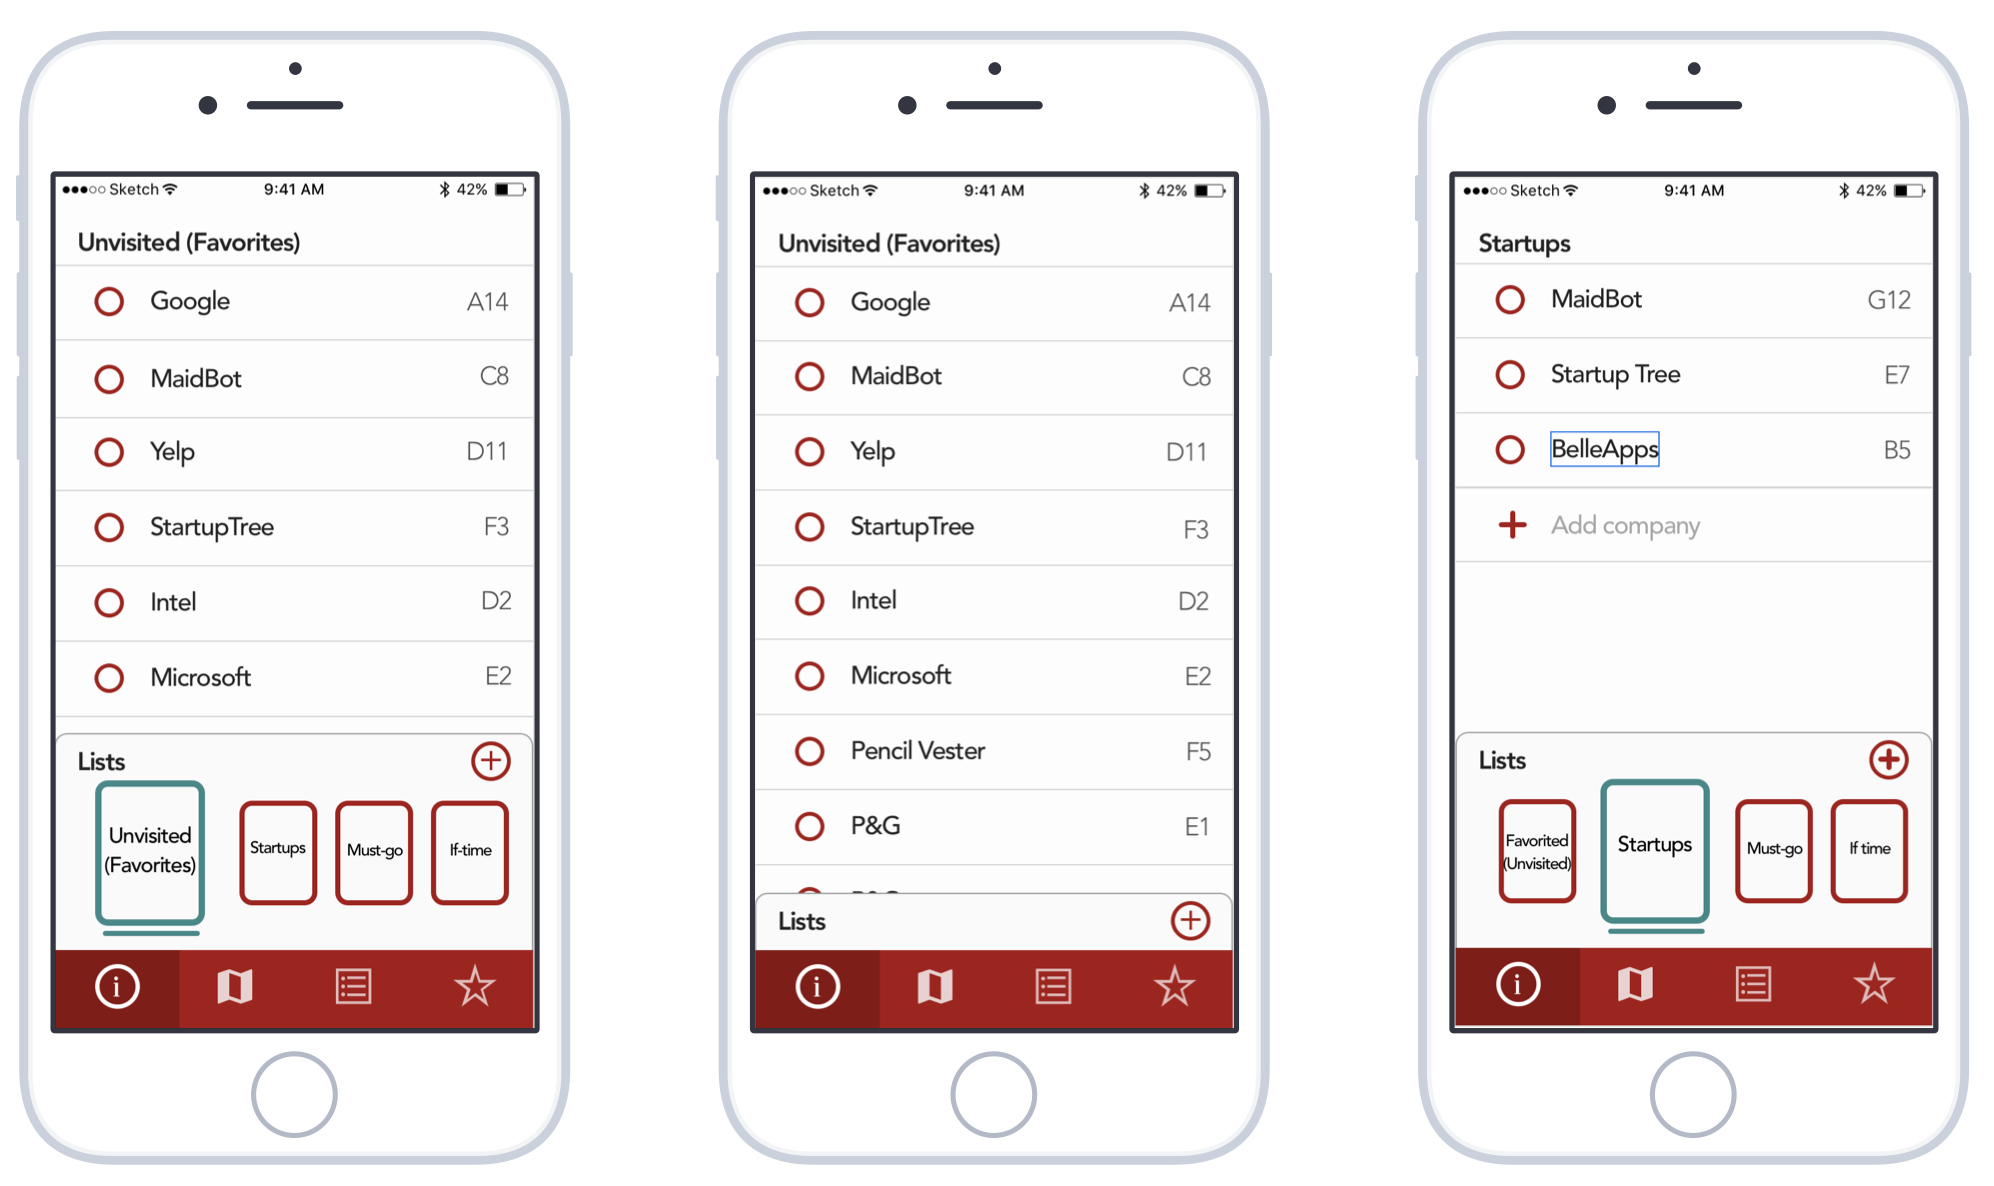 Sketch 9:41 AM 42%
Unvisited (Favorites)
Google A14
MaidBot C8
Yelp D11
StartupTree F3
Intel D2
Microsoft E2
Lists
Unvisited
(Favorites)
Startups
Must-go
If-time
i
Sketch 9:41 AM 42%
Unvisited (Favorites)
Google A14
MaidBot C8
Yelp D11
StartupTree F3
Intel D2
Microsoft E2
Pencil Vester F5
P&G E1
Lists
i
Sketch 9:41 AM 42%
Startups
MaidBot G12
Startup Tree E7
BelleApps B5
Add company
Lists
Favorited
(Unvisited)
Startups
Must-go
If time
i